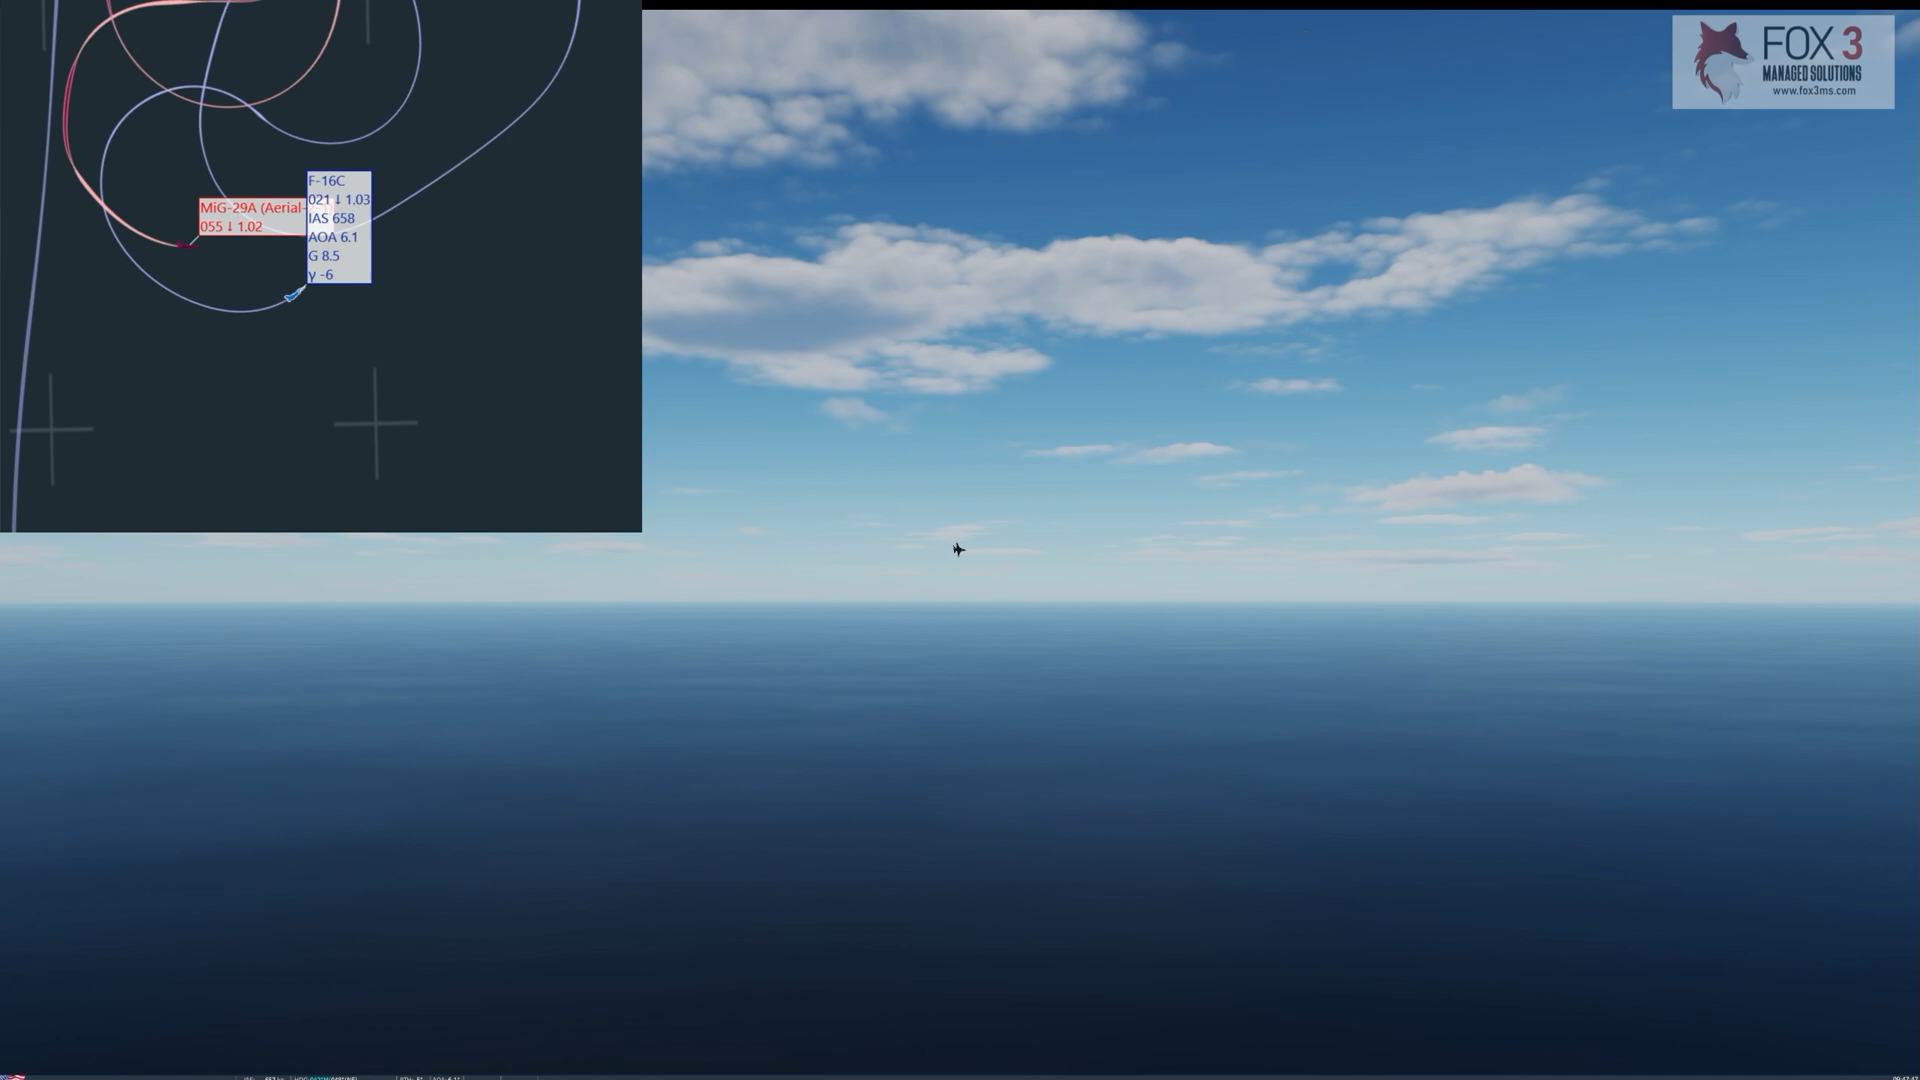 FOX 3
MANAGED SOLUTIONS
www.fox3ms.com
F-16C
021 ↓ 1.03
IAS 658
AOA 6.1
G 8.5
γ -6
MiG-29A (Aerial-
055 ↓ 1.02